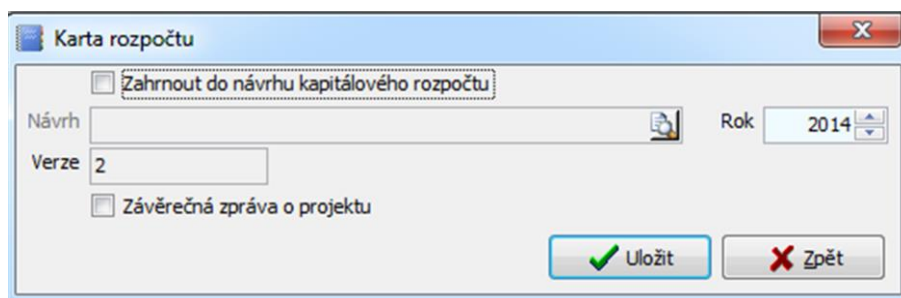 Karta rozpočtu
Zahrnout do návrhu kapitálového rozpočtu
Návrh Rok 2014
Verze 2
Závěrečná zpráva o projektu
Uložit Zpět